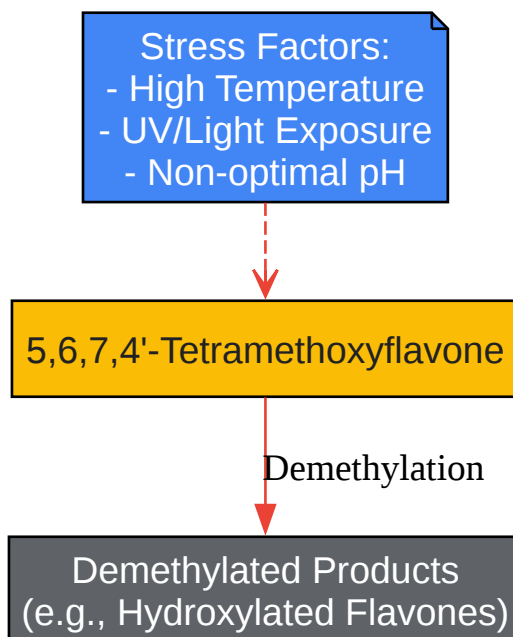 Stress Factors:
- High Temperature
- UV/Light Exposure
- Non-optimal pH
5,6,7,4'-Tetramethoxyflavone
Demethylation
Demethylated Products
(e.g., Hydroxylated Flavones)